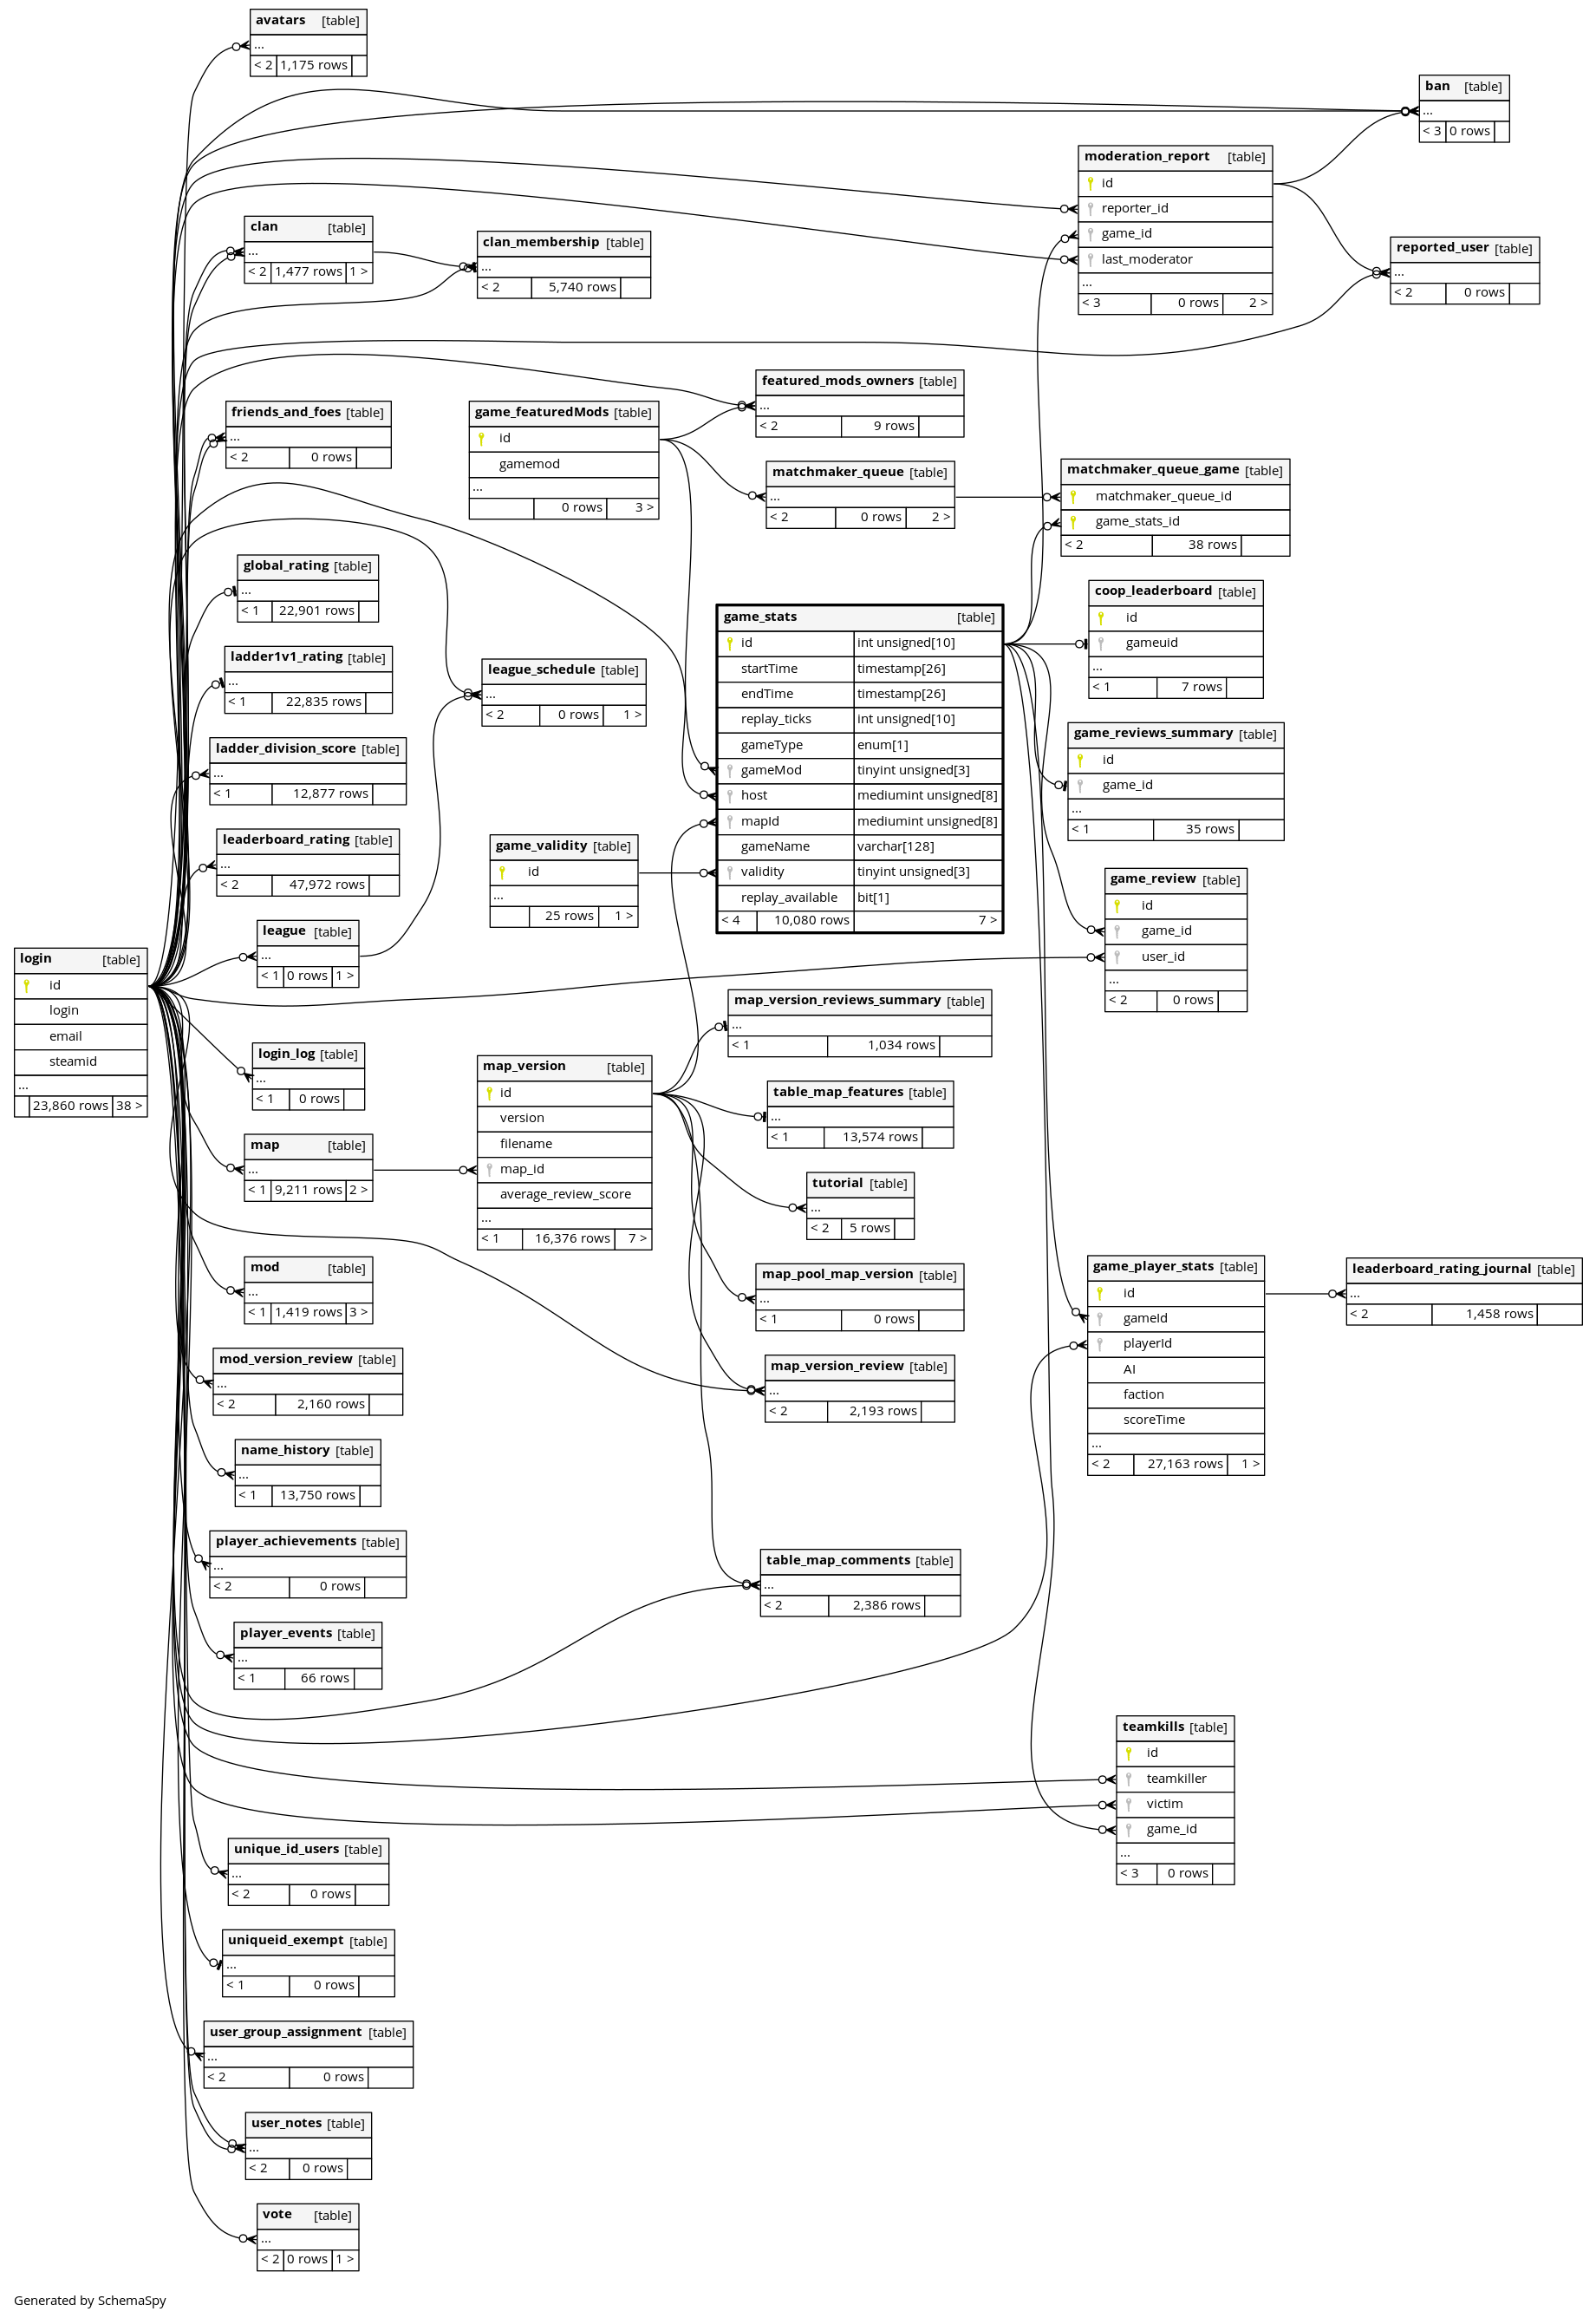 avatars [table]
...
< 2 1,175 rows
ban [table]
...
< 3 0 rows
moderation_report [table]
id
reporter_id
game_id
last_moderator
...
< 3 0 rows 2 >
clan [table]
...
< 2 1,477 rows 1 >
clan_membership [table]
...
< 2 5,740 rows
reported_user [table]
...
< 2 0 rows
featured_mods_owners [table]
...
< 2 9 rows
friends_and_foes [table]
...
< 2 0 rows
game_featuredMods [table]
id
gamemod
...
0 rows 3 >
matchmaker_queue [table]
...
< 2 0 rows 2 >
matchmaker_queue_game [table]
matchmaker_queue_id
game_stats_id
< 2 38 rows
global_rating [table]
...
< 1 22,901 rows
coop_leaderboard [table]
id
gameuid
...
< 1 7 rows
game_stats [table]
id int unsigned[10]
startTime timestamp[26]
endTime timestamp[26]
replay_ticks int unsigned[10]
gameType enum[1]
gameMod tinyint unsigned[3]
host mediumint unsigned[8]
mapId mediumint unsigned[8]
gameName varchar[128]
validity tinyint unsigned[3]
replay_available bit[1]
< 4 10,080 rows 7 >
ladder1v1_rating [table]
...
< 1 22,835 rows
league_schedule [table]
...
< 2 0 rows 1 >
game_reviews_summary [table]
id
game_id
...
< 1 35 rows
ladder_division_score [table]
...
< 1 12,877 rows
leaderboard_rating [table]
...
< 2 47,972 rows
game_validity [table]
id
...
25 rows 1 >
game_review [table]
id
game_id
user_id
...
< 2 0 rows
league [table]
...
< 1 0 rows 1 >
login [table]
id
login
email
steamid
...
23,860 rows 38 >
map_version_reviews_summary [table]
...
< 1 1,034 rows
login_log [table]
...
< 1 0 rows
map_version [table]
id
version
filename
map_id
average_review_score
...
< 1 16,376 rows 7 >
table_map_features [table]
...
< 1 13,574 rows
map [table]
...
< 1 9,211 rows 2 >
tutorial [table]
...
< 2 5 rows
mod [table]
...
< 1 1,419 rows 3 >
map_pool_map_version [table]
...
< 1 0 rows
game_player_stats [table]
id
gameId
playerId
AI
faction
scoreTime
...
< 2 27,163 rows 1 >
leaderboard_rating_journal [table]
...
< 2 1,458 rows
mod_version_review [table]
...
< 2 2,160 rows
map_version_review [table]
...
< 2 2,193 rows
name_history [table]
...
< 1 13,750 rows
player_achievements [table]
...
< 2 0 rows
table_map_comments [table]
...
< 2 2,386 rows
player_events [table]
...
< 1 66 rows
teamkills [table]
id
teamkiller
victim
game_id
...
< 3 0 rows
unique_id_users [table]
...
< 2 0 rows
uniqueid_exempt [table]
...
< 1 0 rows
user_group_assignment [table]
...
< 2 0 rows
user_notes [table]
...
< 2 0 rows
vote [table]
...
< 2 0 rows 1 >
Generated by SchemaSpy